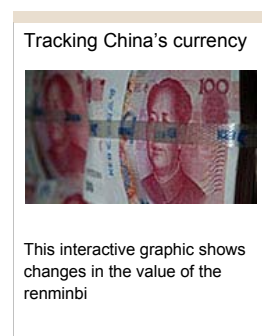 Tracking China's currency
100
This interactive graphic shows
changes in the value of the
renminbi